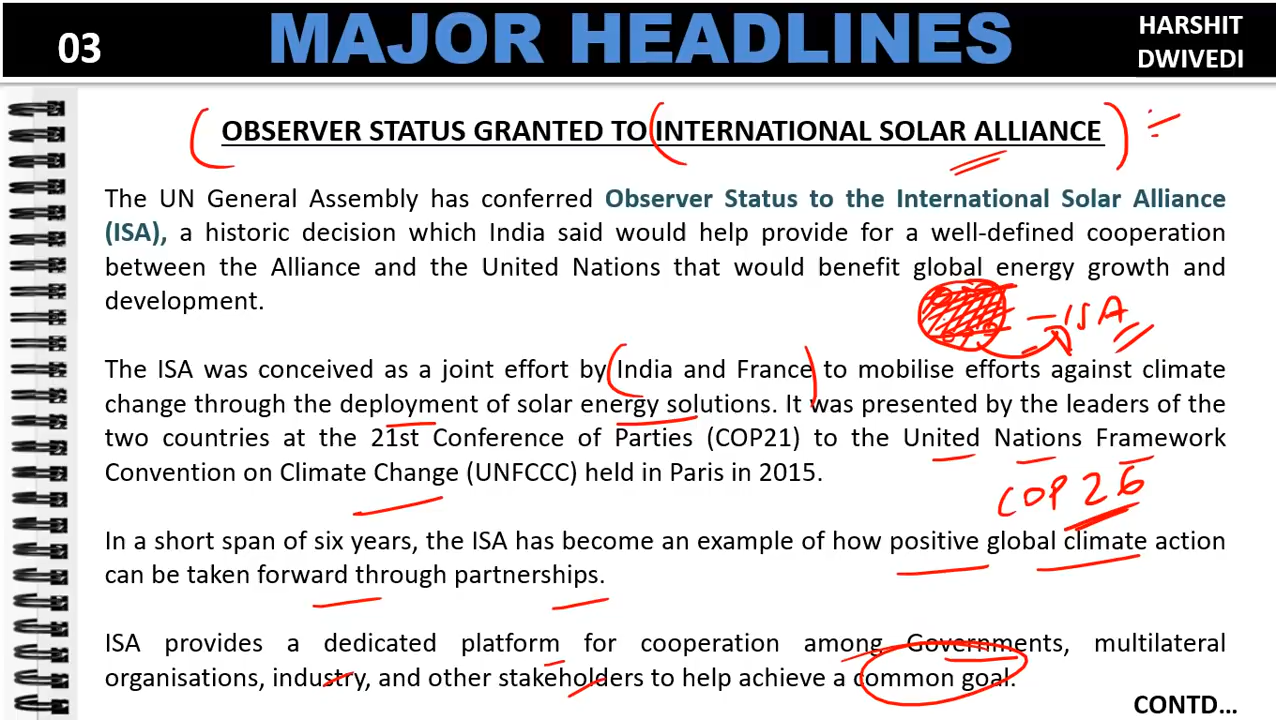 03
MAJOR HEADLINES
HARSHIT
DWIVEDI
OBSERVER STATUS GRANTED TO INTERNATIONAL SOLAR ALLIANCE
The UN General Assembly has conferred Observer Status to the International Solar Alliance
(ISA), a historic decision which India said would help provide for a well-defined cooperation
between the Alliance and the United Nations that would benefit global energy growth and
development.
– ISA
The ISA was conceived as a joint effort by India and France to mobilise efforts against climate
change through the deployment of solar energy solutions. It was presented by the leaders of the
two countries at the 21st Conference of Parties (COP21) to the United Nations Framework
Convention on Climate Change (UNFCCC) held in Paris in 2015.
COP 26
In a short span of six years, the ISA has become an example of how positive global climate action
can be taken forward through partnerships.
ISA provides a dedicated platform for cooperation among Governments, multilateral
organisations, industry, and other stakeholders to help achieve a common goal.
CONTD...